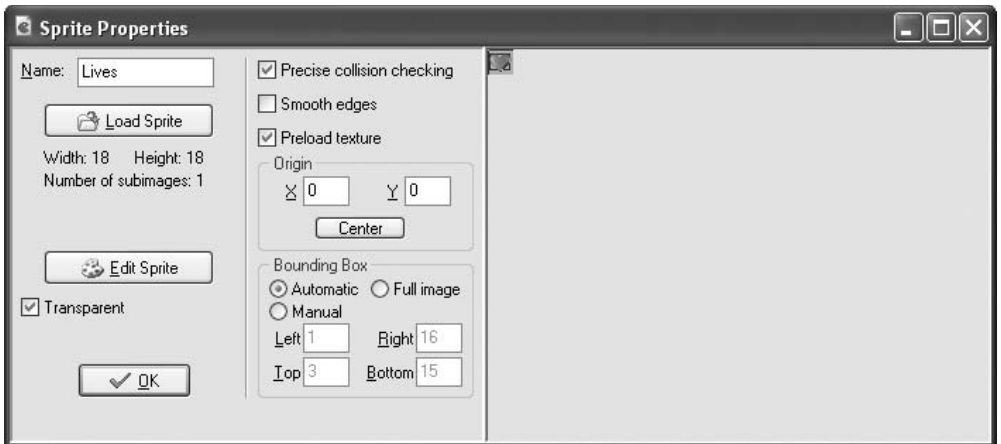 Sprite Properties
Name: Lives
Load Sprite
Width: 18 Height: 18
Number of subimages: 1
Edit Sprite
Transparent
OK
Precise collision checking
Smooth edges
Preload texture
Origin
X 0 Y 0
Center
Bounding Box
Automatic Full image
Manual
Left 1 Right 16
Top 3 Bottom 15